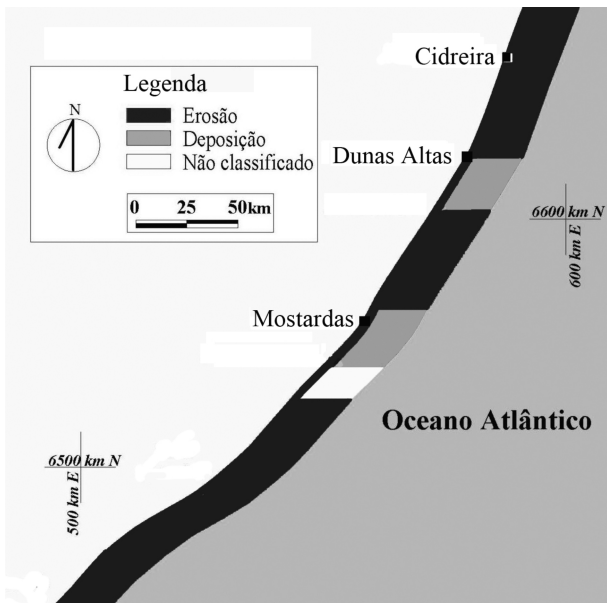 Cidreira
Legenda
N
Erosão
Deposição
Não classificado
0 25 50km
Dunas Altas
6600 km N
600 km E
Mostardas
Oceano Atlântico
6500 km N
500 km E